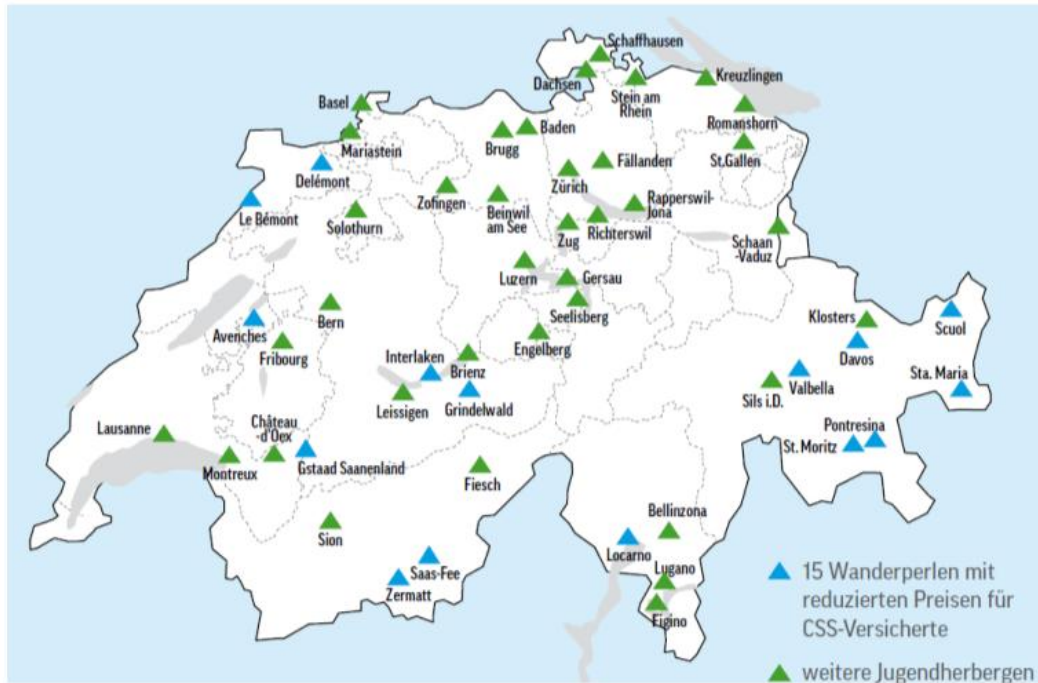 Schaffhausen
Dachsen
Kreuzlingen
Stein am
Rhein
Basel
Romanshorn
Mariastein
Brugg
Baden
St.Gallen
Delémont
Fällanden
Zürich
Le Bémont
Zofingen
Beinwil
am See
Rapperswil-
Jona
Solothurn
Zug
Richterswil
Schaan
-Vaduz
Luzern
Gersau
Seelisberg
Bern
Avenches
Fribourg
Engelberg
Klosters
Scuol
Davos
Interlaken
Brienz
Valbella
Sta. Maria
Sils i.D.
Leissigen
Grindelwald
Lausanne
Château
-d'Oex
Pontresina
St. Moritz
Montreux
Gstaad Saanenland
Fiesch
Sion
Bellinzona
Locarno
Saas-Fee
Zermatt
Lugano
Figino
15 Wanderperlen mit
reduzierten Preisen für
CSS-Versicherte
weitere Jugendherbergen